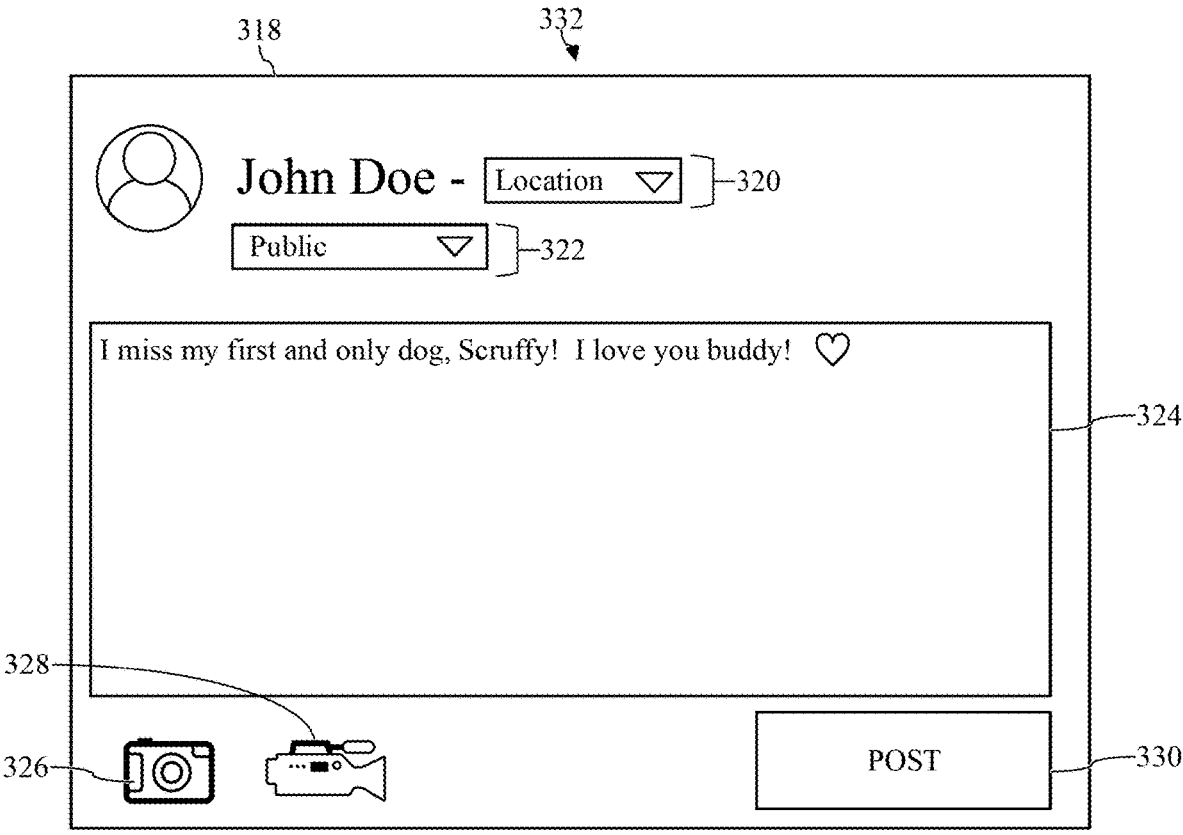 318
332
John Doe - Location
320
Public
322
I miss my first and only dog, Scruffy! I love you buddy!
324
328
326
POST
330